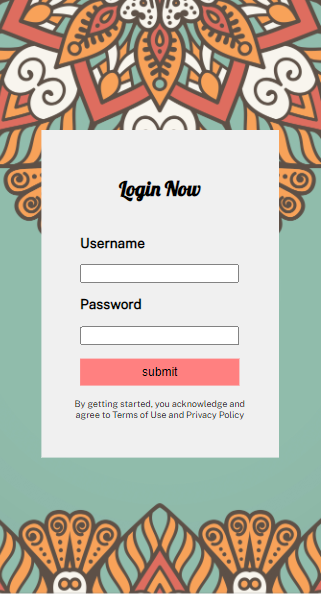 Login Now
Username
Password
submit
By getting started, you acknowledge and
agree to Terms of Use and Privacy Policy